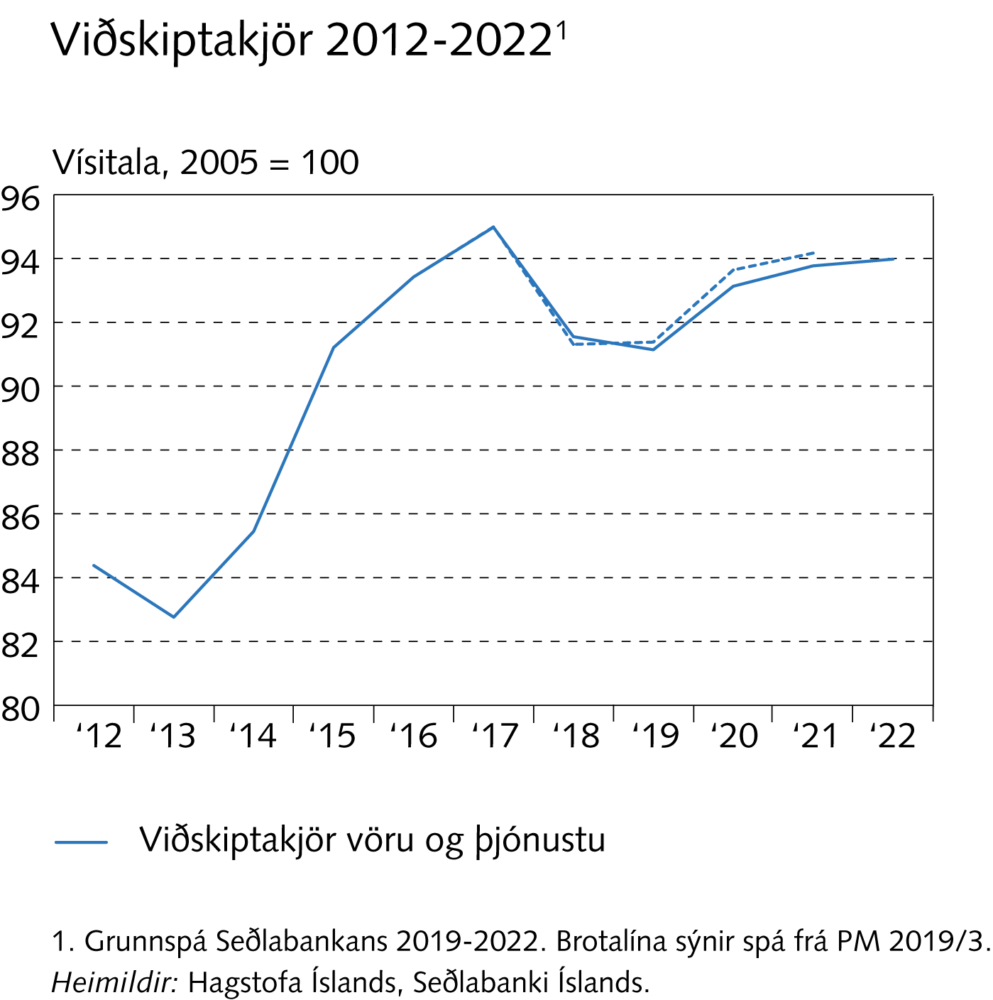 Viðskiptakjör 2012-2022¹
Vísitala, 2005 = 100
96
94
92
90
88
86
84
82
80
‘12 ‘13 ‘14 ‘15 ‘16 ‘17 ‘18 ‘19 ‘20 ‘21 ‘22
Viðskiptakjör vöru og þjónustu
1. Grunnspá Seðlabankans 2019-2022. Brotalína sýnir spá frá PM 2019/3.
Heimildir: Hagstofa Íslands, Seðlabanki Íslands.